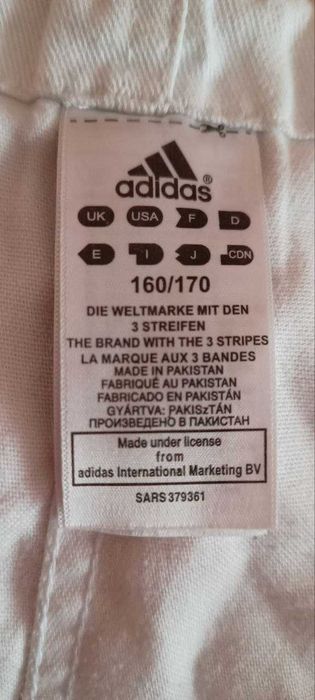 adidas®
UK USA F D
E I J CDN
160/170
DIE WELTMARKE MIT DEN
3 STREIFEN
THE BRAND WITH THE 3 STRIPES
LA MARQUE AUX 3 BANDES
MADE IN PAKISTAN
FABRIQUÉ AU PAKISTAN
FABRICADO EN PAKISTÁN
GYÁRTVA: PAKISzTÁN
ПРОИЗВЕДЕНО В ПАКИСТАН
Made under license
from
adidas International Marketing BV
SARS 379361